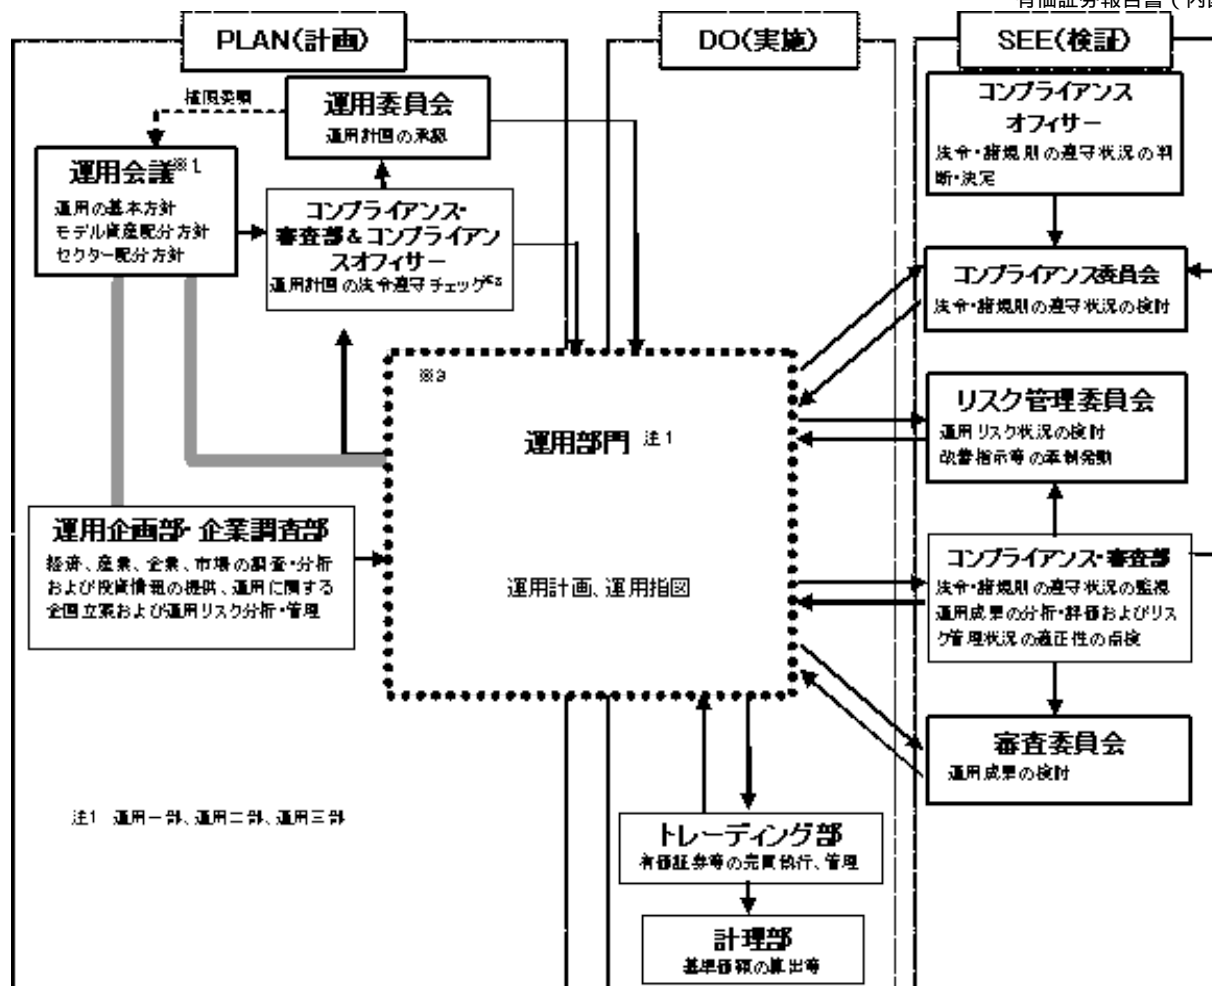 有価証券報告書（内
PLAN(計画)
DO(実施)
SEE(検証)
権限委嘱
運用委員会
運用計画の承認
運用会議※1
運用の基本方針
モデル資産配分方針
セクター配分方針
コンプライアンス・
審査部＆コンプライアン
スオフィサー
運用計画の法令遵守チェック
※3
運用部門 注1
運用計画、運用指図
運用企画部・企業調査部
経済、産業、企業、市場の調査・分析
および投資情報の提供、運用に関する
企画立案および運用リスク分析・管理
注1 運用一部、運用二部、運用三部
トレーディング部
有価証券等の売買執行、管理
計理部
基準価額の算出等
コンプライアンス
オフィサー
法令・諸規則の遵守状況の判
断・決定
コンプライアンス委員会
法令・諸規則の遵守状況の検討
リスク管理委員会
運用リスク状況の検討
改善指示等の牽制発動
コンプライアンス・審査部
法令・諸規則の遵守状況の監視
運用成果の分析・評価およびリス
ク管理状況の適正性の点検
審査委員会
運用成果の検討